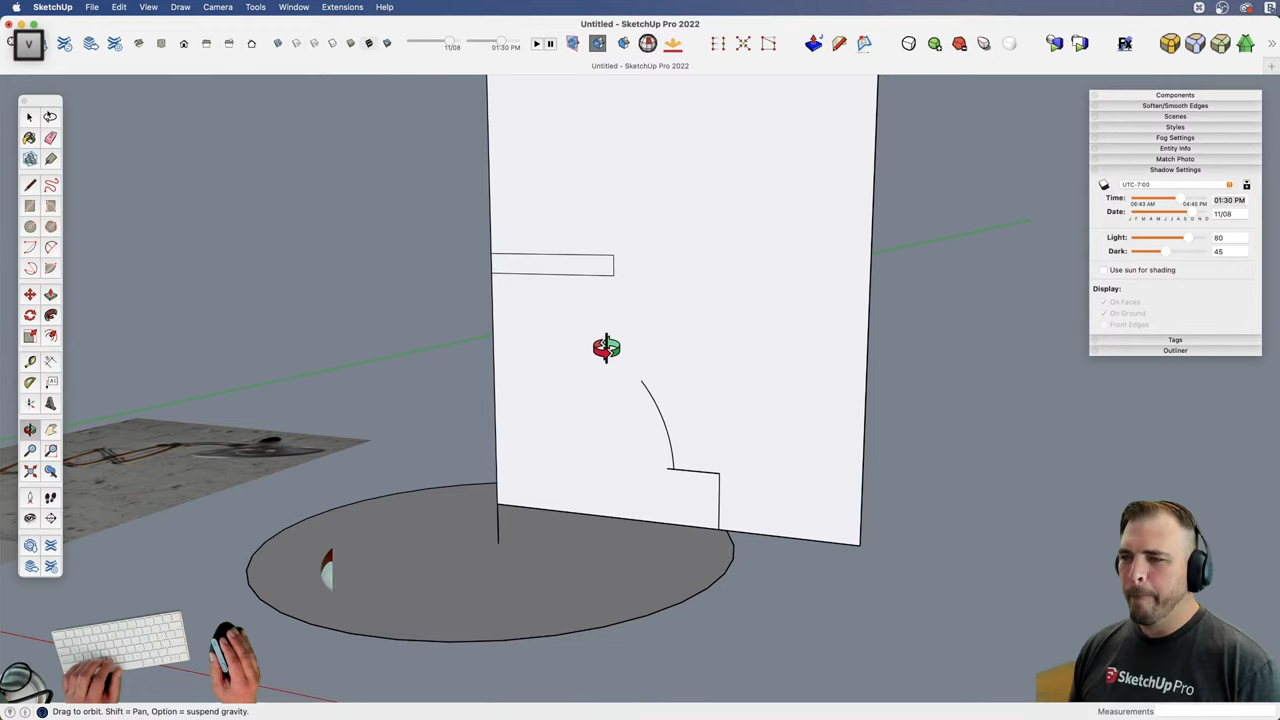 SketchUp File Edit View Draw Camera Tools Window Extensions Help
Untitled - SketchUp Pro 2022
V
11/08
01:30 PM
Untitled - SketchUp Pro 2022
Components
Soften/Smooth Edges
Scenes
Styles
Fog Settings
Entity Info
Match Photo
Shadow Settings
UTC-7:00
Time: 06:43 AM 04:45 PM 01:30 PM
Date: J F M A M J J A S O N D 11/08
Light: 80
Dark: 45
Use sun for shading
Display:
On Faces
On Ground
From Edges
Tags
Outliner
SketchUp Pro
Drag to orbit. Shift = Pan, Option = suspend gravity.
Measurements